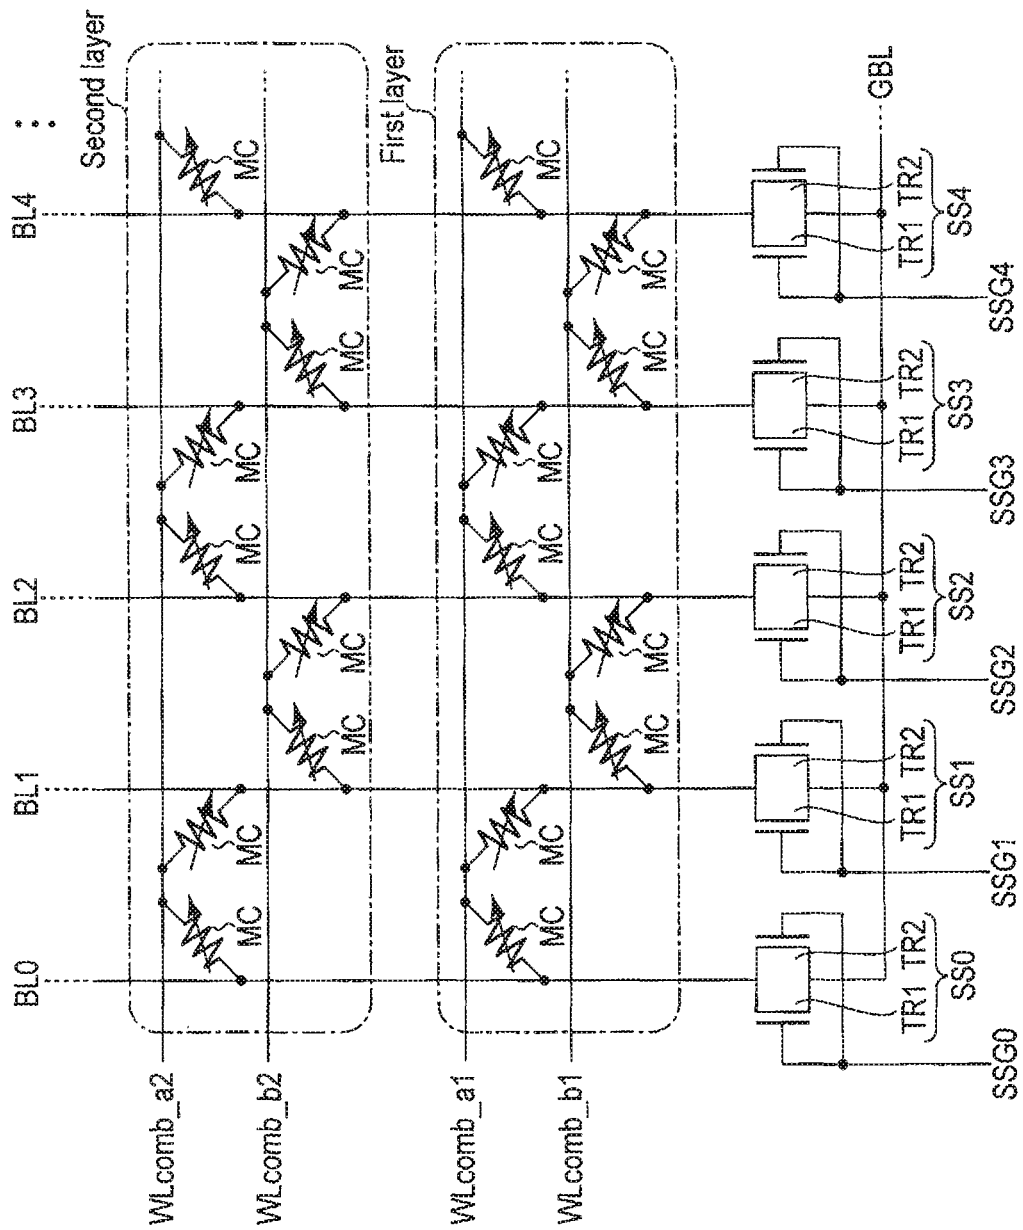 BL0
BL1
BL2
BL3
BL4
Second layer
WLcomb_a2
MC
MC
MC
MC
MC
WLcomb_b2
MC
MC
MC
MC
First layer
WLcomb_a1
MC
MC
MC
MC
MC
WLcomb_b1
MC
MC
MC
MC
GBL
TR1 TR2
TR1 TR2
TR1 TR2
TR1 TR2
TR1 TR2
SS0
SS1
SS2
SS3
SS4
SSG0
SSG1
SSG2
SSG3
SSG4